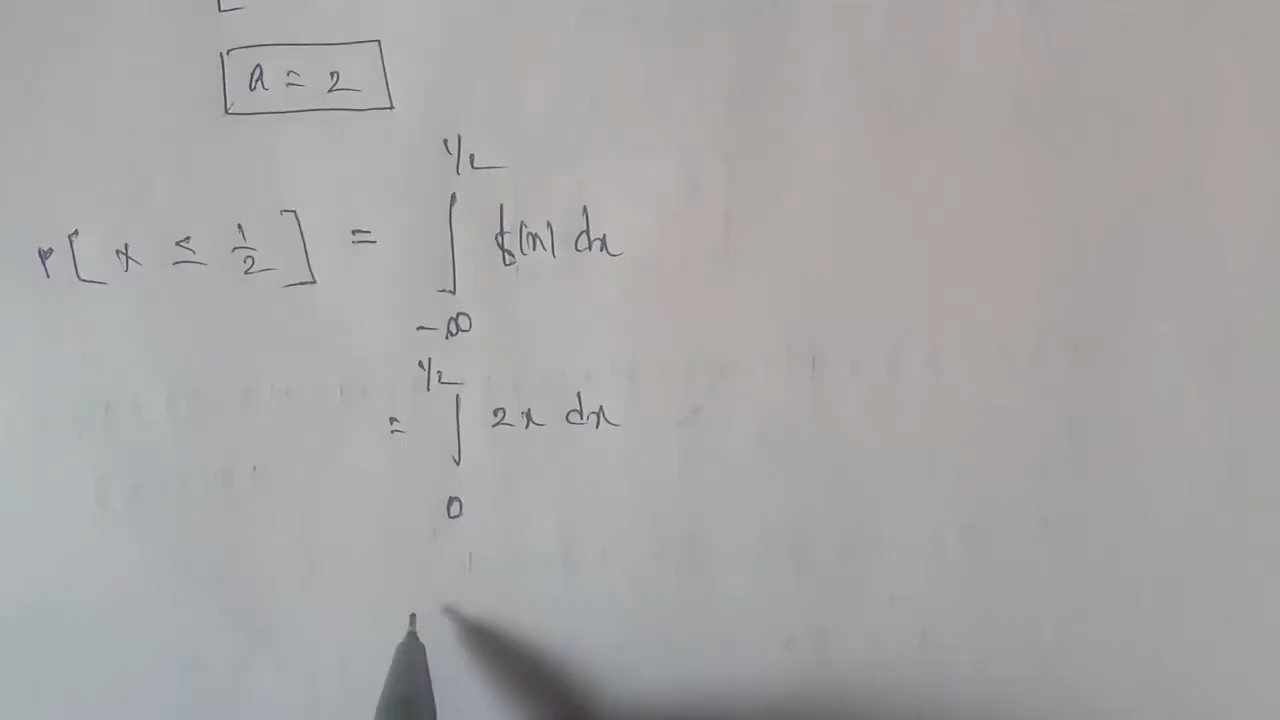 a = 2
P[ x ≤ 1/2 ] = ∫_{-∞}^{1/2} f(x) dx
= ∫_{0}^{1/2} 2x dx